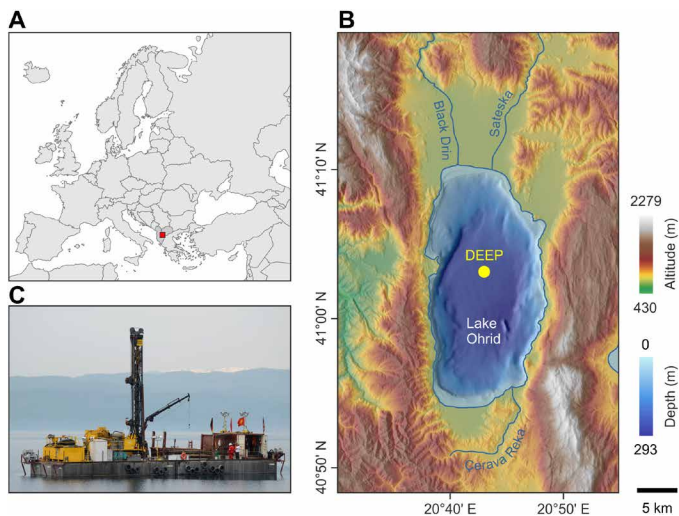 A
B
Black Drin
Sateska
41°10' N
DEEP
2279
Altitude (m)
430
C
41°00' N
Lake
Ohrid
0
Depth (m)
293
Cerava Reka
40°50' N
20°40' E
20°50' E
5 km